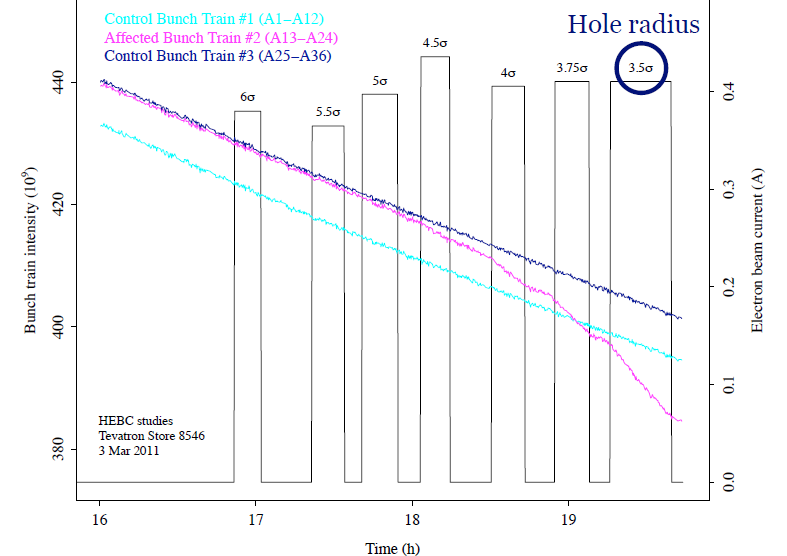 Control Bunch Train #1 (A1–A12)
Affected Bunch Train #2 (A13–A24)
Control Bunch Train #3 (A25–A36)
Hole radius
6σ
5.5σ
5σ
4.5σ
4σ
3.75σ
3.5σ
440
420
400
380
Bunch train intensity (10⁹)
0.4
0.3
0.2
0.1
0.0
Electron beam current (A)
HEBC studies
Tevatron Store 8546
3 Mar 2011
16 17 18 19
Time (h)